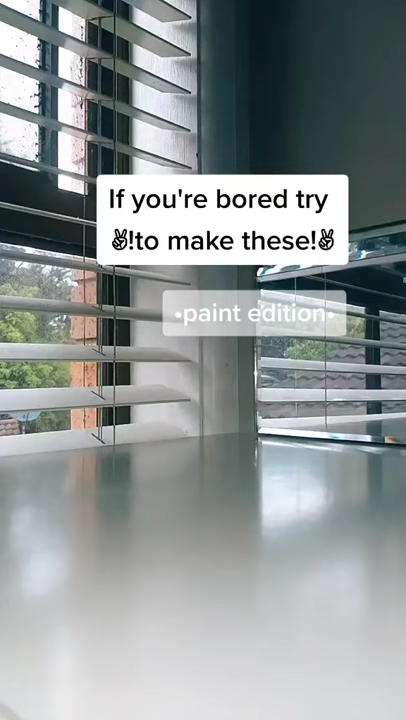 If you're bored try
✌!to make these!✌
•paint edition•